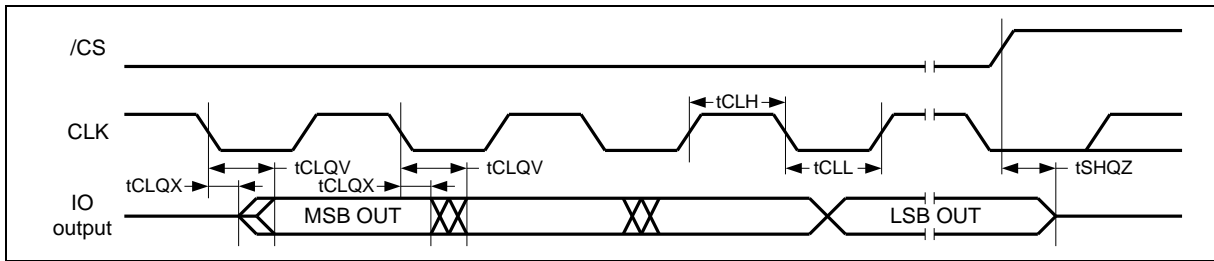 /CS
tCLH
CLK
tCLQV
tCLQV
tCLL
tSHQZ
tCLQX
tCLQX
IO
output
MSB OUT
LSB OUT